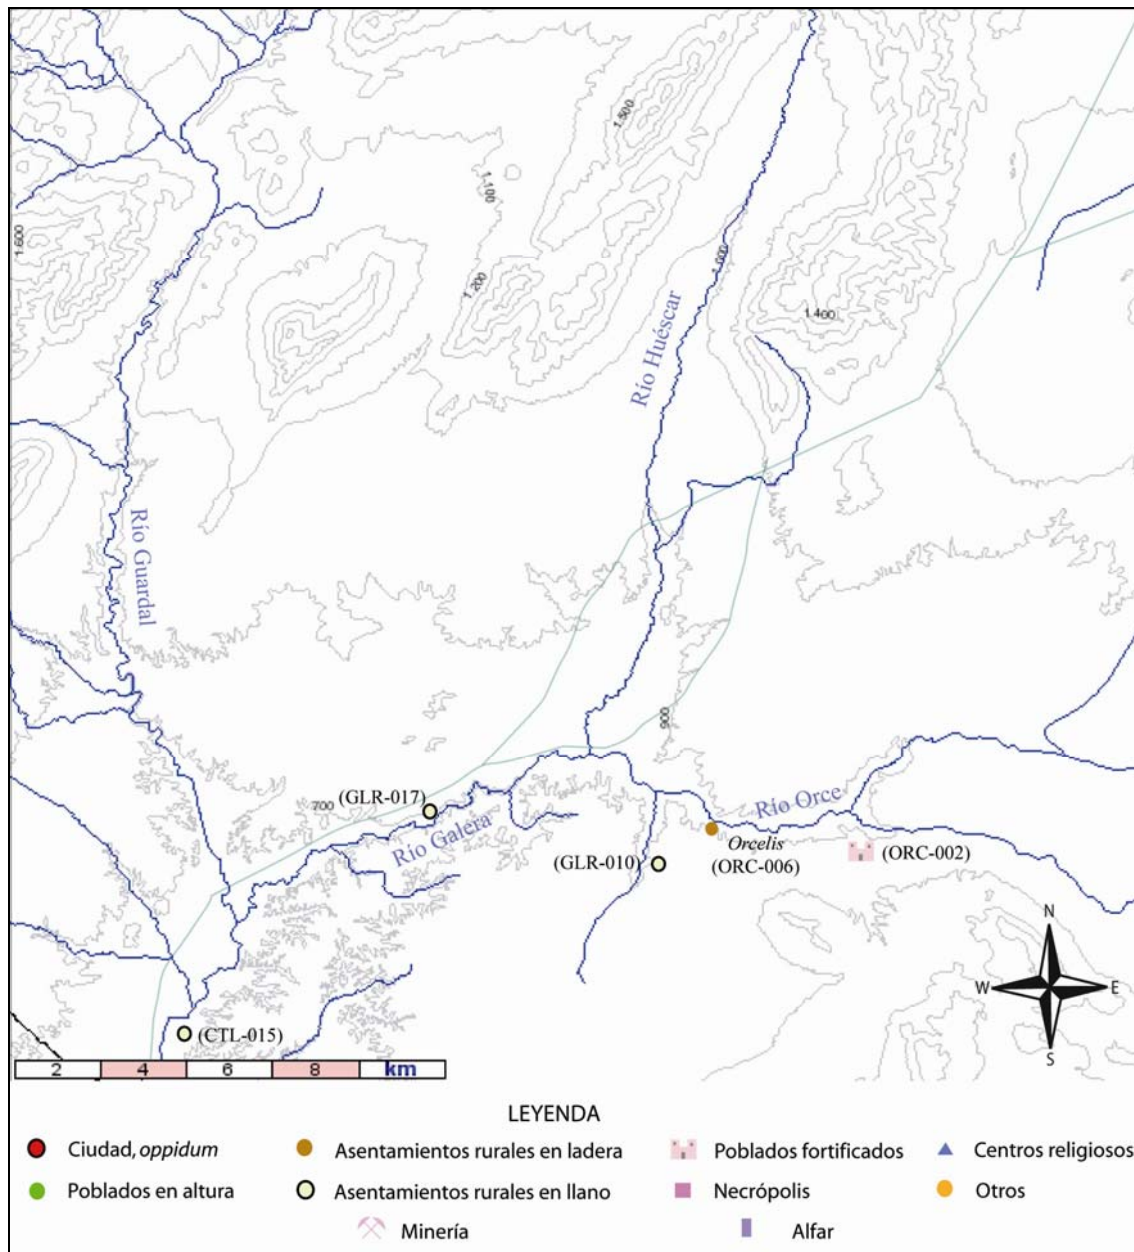 1.500
1.100
1.600
1.200
1.000
1.400
Río Huéscar
Río Guardal
900
700
(GLR-017)
Río Galera
Río Orce
Orcelis
(ORC-006)
(ORC-002)
(GLR-010)
(CTL-015)
N
W
E
S
2 4 6 8 km
LEYENDA
Ciudad, oppidum
Asentamientos rurales en ladera
Poblados fortificados
Centros religiosos
Poblados en altura
Asentamientos rurales en llano
Necrópolis
Otros
Minería
Alfar